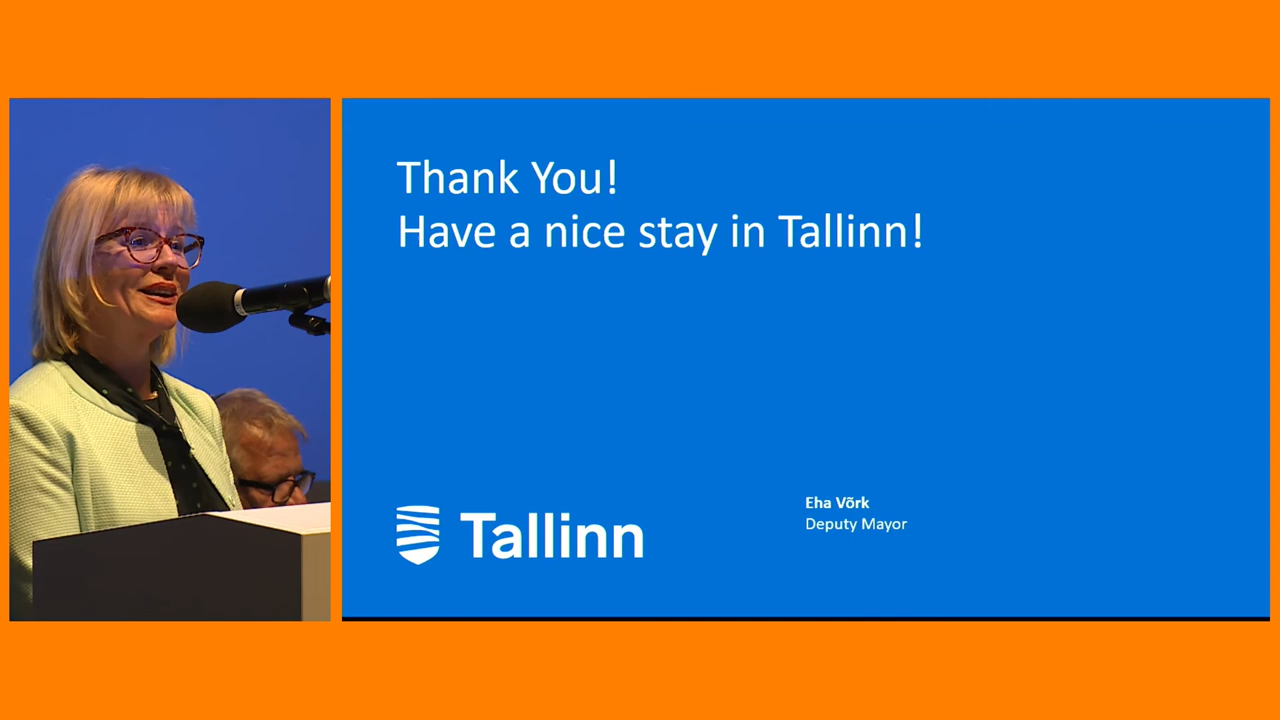 Thank You!
Have a nice stay in Tallinn!
Tallinn
Eha Võrk
Deputy Mayor